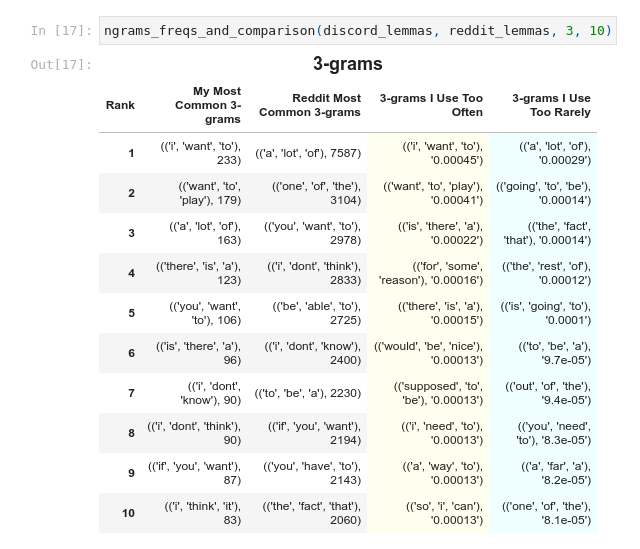 In [17]: ngrams_freqs_and_comparison(discord_lemmas, reddit_lemmas, 3, 10)
Out[17]: 3-grams
Rank My Most Common 3-grams Reddit Most Common 3-grams 3-grams I Use Too Often 3-grams I Use Too Rarely
1 (('i', 'want', 'to'), 233) (('a', 'lot', 'of'), 7587) (('i', 'want', 'to'), '0.00045') (('a', 'lot', 'of'), '0.00029')
2 (('want', 'to', 'play'), 179) (('one', 'of', 'the'), 3104) (('want', 'to', 'play'), '0.00041') (('going', 'to', 'be'), '0.00014')
3 (('a', 'lot', 'of'), 163) (('you', 'want', 'to'), 2978) (('is', 'there', 'a'), '0.00022') (('the', 'fact', 'that'), '0.00014')
4 (('there', 'is', 'a'), 123) (('i', 'dont', 'think'), 2833) (('for', 'some', 'reason'), '0.00016') (('the', 'rest', 'of'), '0.00012')
5 (('you', 'want', 'to'), 106) (('be', 'able', 'to'), 2725) (('there', 'is', 'a'), '0.00015') (('is', 'going', 'to'), '0.0001')
6 (('is', 'there', 'a'), 96) (('i', 'dont', 'know'), 2400) (('would', 'be', 'nice'), '0.00013') (('to', 'be', 'a'), '9.7e-05')
7 (('i', 'dont', 'know'), 90) (('to', 'be', 'a'), 2230) (('supposed', 'to', 'be'), '0.00013') (('out', 'of', 'the'), '9.4e-05')
8 (('i', 'dont', 'think'), 90) (('if', 'you', 'want'), 2194) (('i', 'need', 'to'), '0.00013') (('you', 'need', 'to'), '8.3e-05')
9 (('if', 'you', 'want'), 87) (('you', 'have', 'to'), 2143) (('a', 'way', 'to'), '0.00013') (('a', 'far', 'a'), '8.2e-05')
10 (('i', 'think', 'it'), 83) (('the', 'fact', 'that'), 2060) (('so', 'i', 'can'), '0.00013') (('one', 'of', 'the'), '8.1e-05')